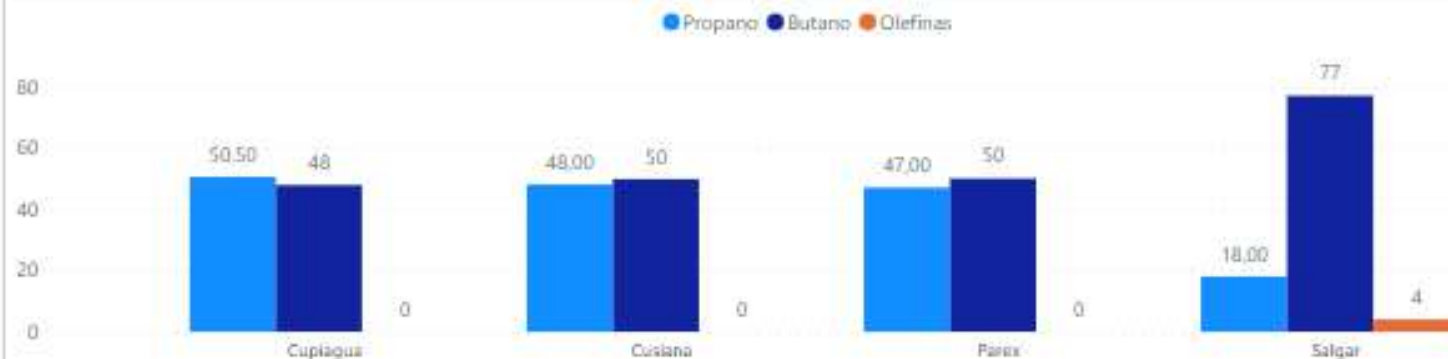 Propano Butano Olefinas
80
60
40
20
0
50.50 48 0
48,00 50 0
47,00 50 0
18,00 77 4
Cupiagua Cusiana Parex Salgar